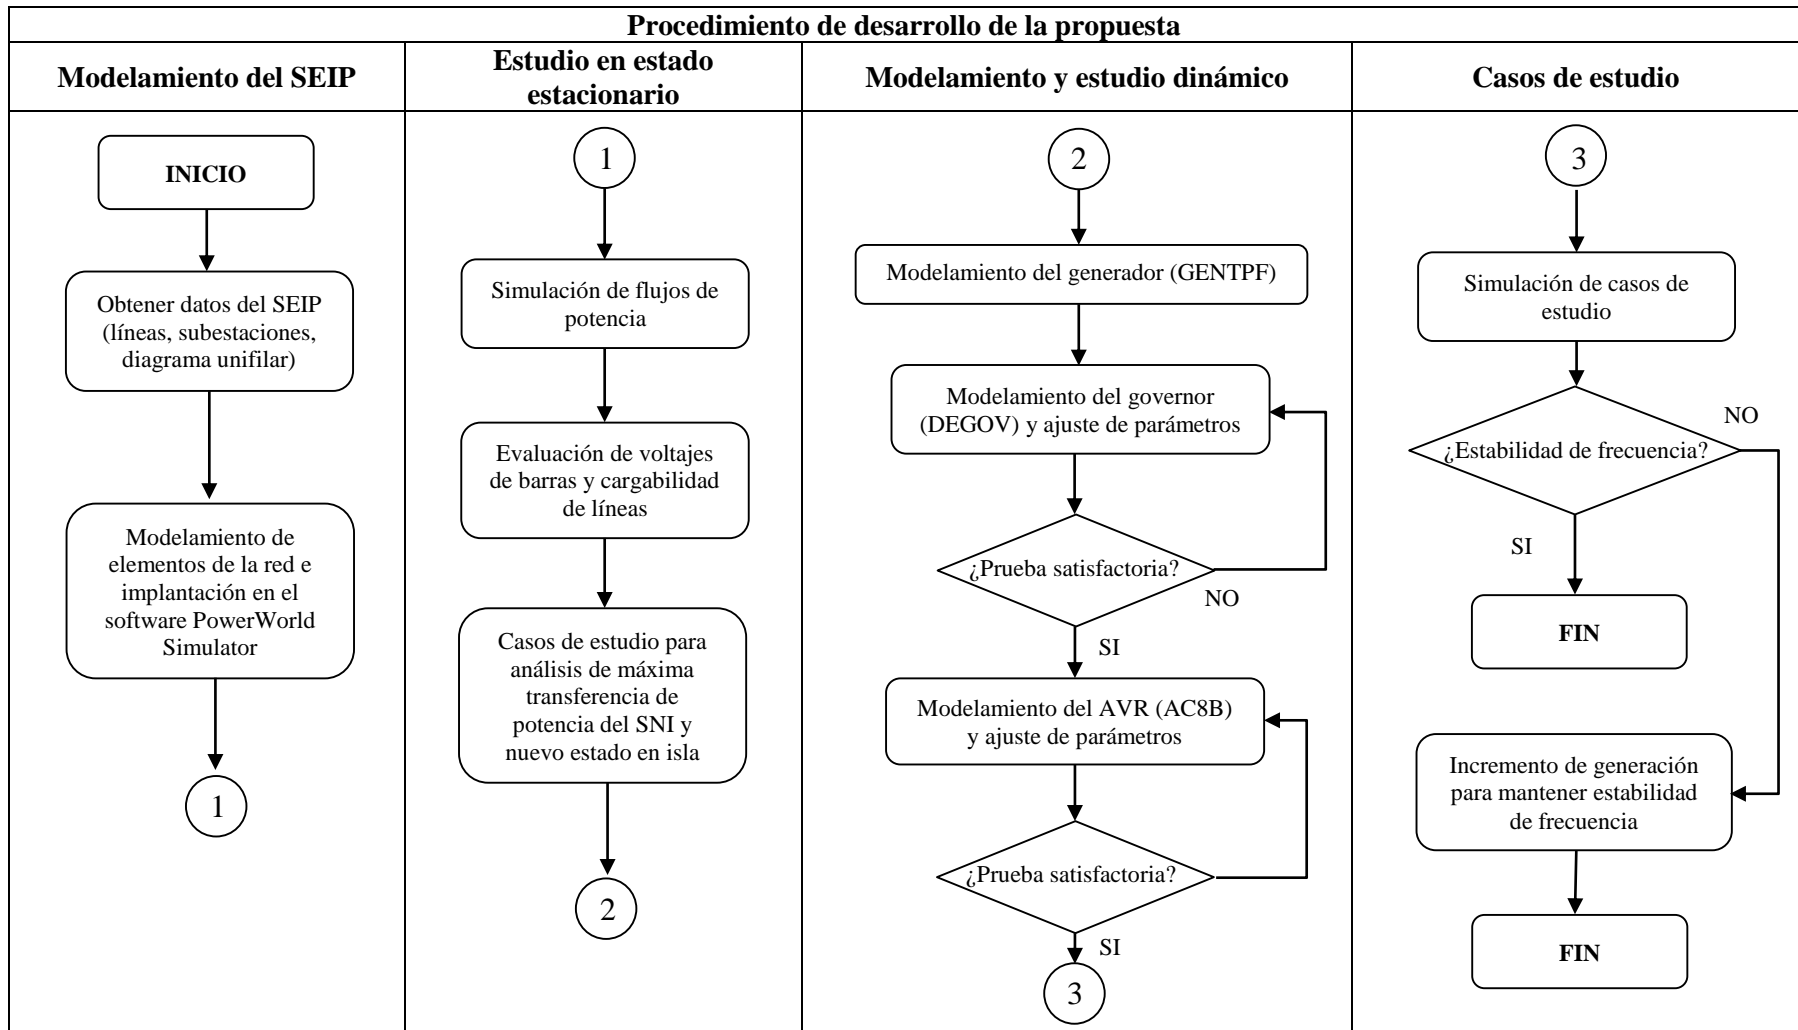 Procedimiento de desarrollo de la propuesta
Modelamiento del SEIP
Estudio en estado
estacionario
Modelamiento y estudio dinámico
Casos de estudio
INICIO
Obtener datos del SEIP
(líneas, subestaciones,
diagrama unifilar)
Modelamiento de
elementos de la red e
implantación en el
software PowerWorld
Simulator
1
1
Simulación de flujos de
potencia
Evaluación de voltajes
de barras y cargabilidad
de líneas
Casos de estudio para
análisis de máxima
transferencia de
potencia del SNI y
nuevo estado en isla
2
2
Modelamiento del generador (GENTPF)
Modelamiento del governor
(DEGOV) y ajuste de parámetros
¿Prueba satisfactoria?
NO
SI
Modelamiento del AVR (AC8B)
y ajuste de parámetros
¿Prueba satisfactoria?
SI
3
3
Simulación de casos de
estudio
NO
¿Estabilidad de frecuencia?
SI
FIN
Incremento de generación
para mantener estabilidad
de frecuencia
FIN